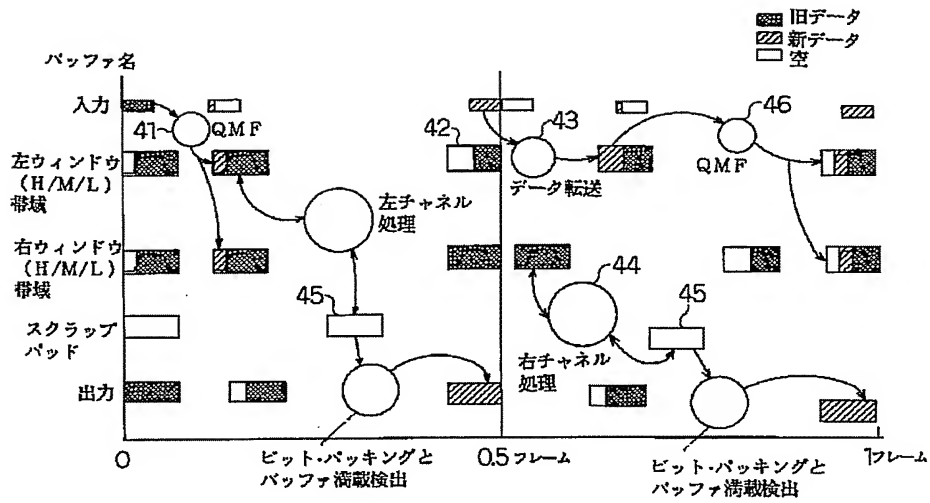 旧データ
新データ
空
バッファ名
入力
41
QMF
左ウィンドウ
(H/M/L)
帯域
左チャネル
処理
右ウィンドウ
(H/M/L)
帯域
45
スクラップ
パッド
出力
42
43
データ転送
46
QMF
44
右チャネル
処理
45
0
ビット・パッキングと
バッファ満載検出
0.5フレーム
ビット・パッキングと
バッファ満載検出
1フレーム